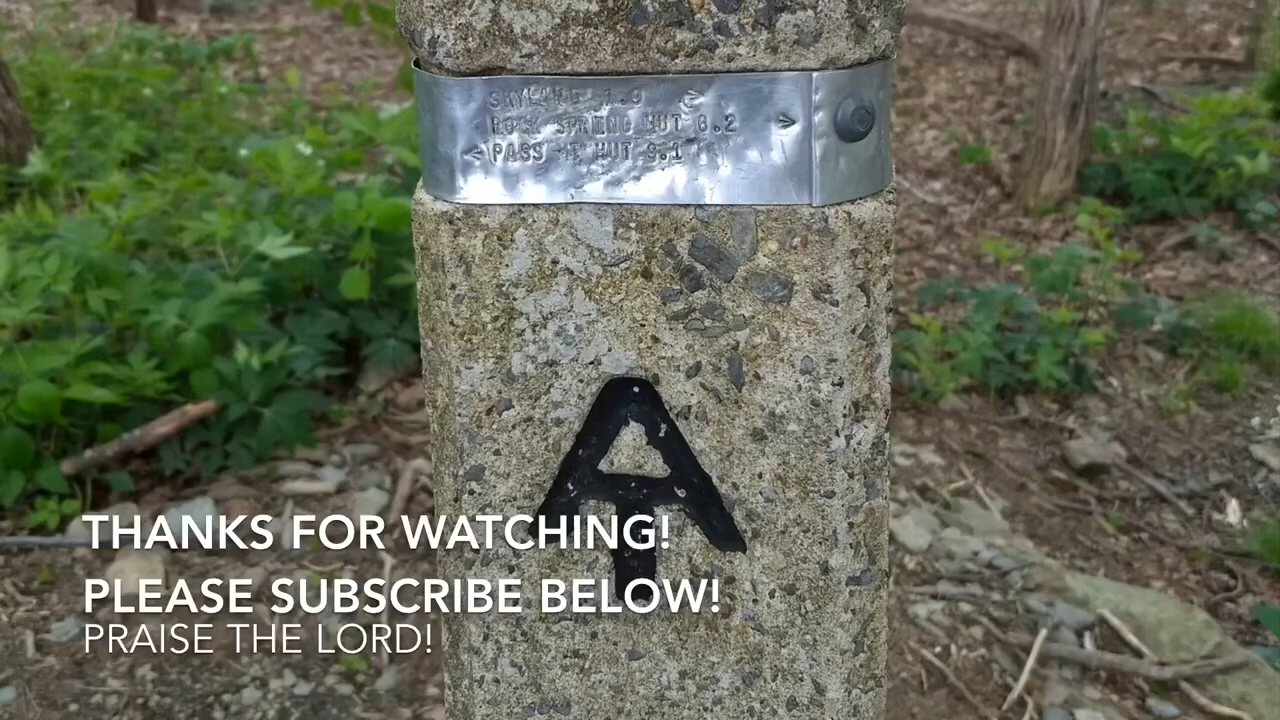 SKYLAND 1.9 >
ROCK SPRING HUT 6.2 >
< PASS HUT 9.1
AT
THANKS FOR WATCHING!
PLEASE SUBSCRIBE BELOW!
PRAISE THE LORD!